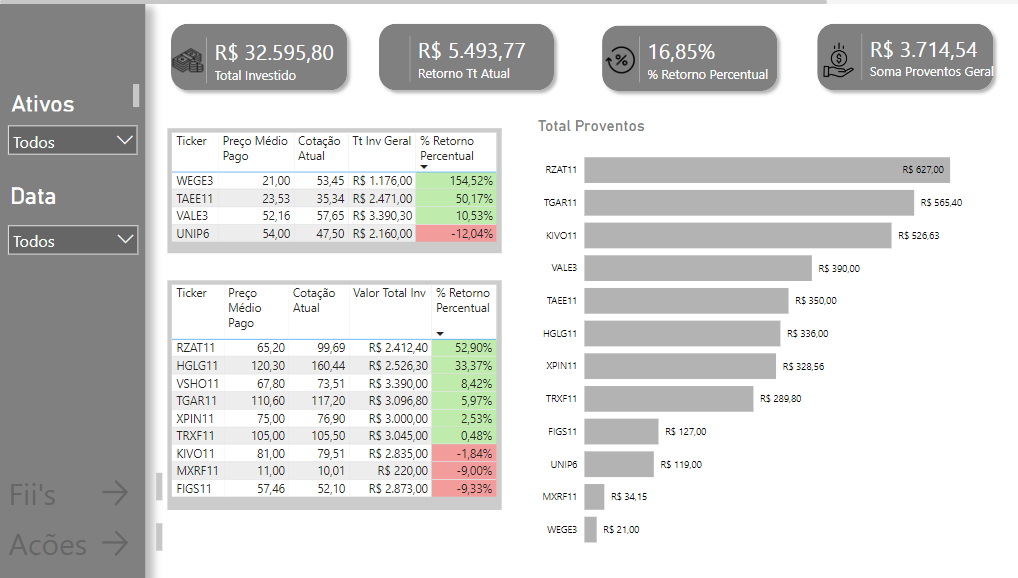 R$ 32.595,80
Total Investido
R$ 5.493,77
Retorno Tt Atual
16,85%
% Retorno Percentual
R$ 3.714,54
Soma Proventos Geral
Ativos
Todos
Data
Todos
Fii's
Acões
Ticker Preço Médio Pago Cotação Atual Tt Inv Geral % Retorno Percentual
WEGE3 21,00 53,45 R$ 1.176,00 154,52%
TAEE11 23,53 35,34 R$ 2.471,00 50,17%
VALE3 52,16 57,65 R$ 3.390,30 10,53%
UNIP6 54,00 47,50 R$ 2.160,00 -12,04%
Ticker Preço Médio Pago Cotação Atual Valor Total Inv % Retorno Percentual
RZAT11 65,20 99,69 R$ 2.412,40 52,90%
HGLG11 120,30 160,44 R$ 2.526,30 33,37%
VSHO11 67,80 73,51 R$ 3.390,00 8,42%
TGAR11 110,60 117,20 R$ 3.096,80 5,97%
XPIN11 75,00 76,90 R$ 3.000,00 2,53%
TRXF11 105,00 105,50 R$ 3.045,00 0,48%
KIVO11 81,00 79,51 R$ 2.835,00 -1,84%
MXRF11 11,00 10,01 R$ 220,00 -9,00%
FIGS11 57,46 52,10 R$ 2.873,00 -9,33%
Total Proventos
RZAT11 R$ 627,00
TGAR11 R$ 565,40
KIVO11 R$ 526,63
VALE3 R$ 390,00
TAEE11 R$ 350,00
HGLG11 R$ 336,00
XPIN11 R$ 328,56
TRXF11 R$ 289,80
FIGS11 R$ 127,00
UNIP6 R$ 119,00
MXRF11 R$ 34,15
WEGE3 R$ 21,00